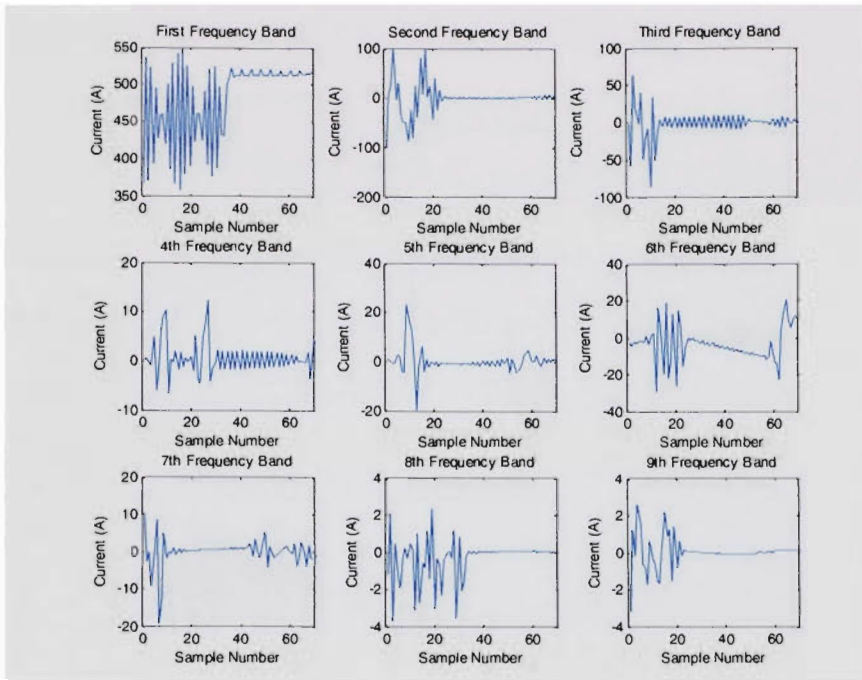 First Frequency Band
550
500
450
400
350
Current (A)
0 20 40 60
Sample Number
Second Frequency Band
100
0
-100
-200
Current (A)
0 20 40 60
Sample Number
Third Frequency Band
100
50
0
-50
-100
Current (A)
0 20 40 60
Sample Number
4th Frequency Band
20
10
0
-10
Current (A)
0 20 40 60
Sample Number
5th Frequency Band
40
20
0
-20
Current (A)
0 20 40 60
Sample Number
6th Frequency Band
40
20
0
-20
-40
Current (A)
0 20 40 60
Sample Number
7th Frequency Band
20
10
0
-10
-20
Current (A)
0 20 40 60
Sample Number
8th Frequency Band
4
2
0
-2
-4
Current (A)
0 20 40 60
Sample Number
9th Frequency Band
4
2
0
-2
-4
Current (A)
0 20 40 60
Sample Number